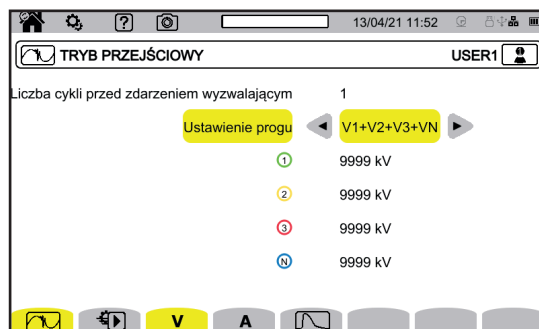 ?
13/04/21 11:52
TRYB PRZEJŚCIOWY
USER1
Liczba cykli przed zdarzeniem wyzwalającym 1
Ustawienie progu V1+V2+V3+VN
1 9999 kV
2 9999 kV
3 9999 kV
N 9999 kV
V A